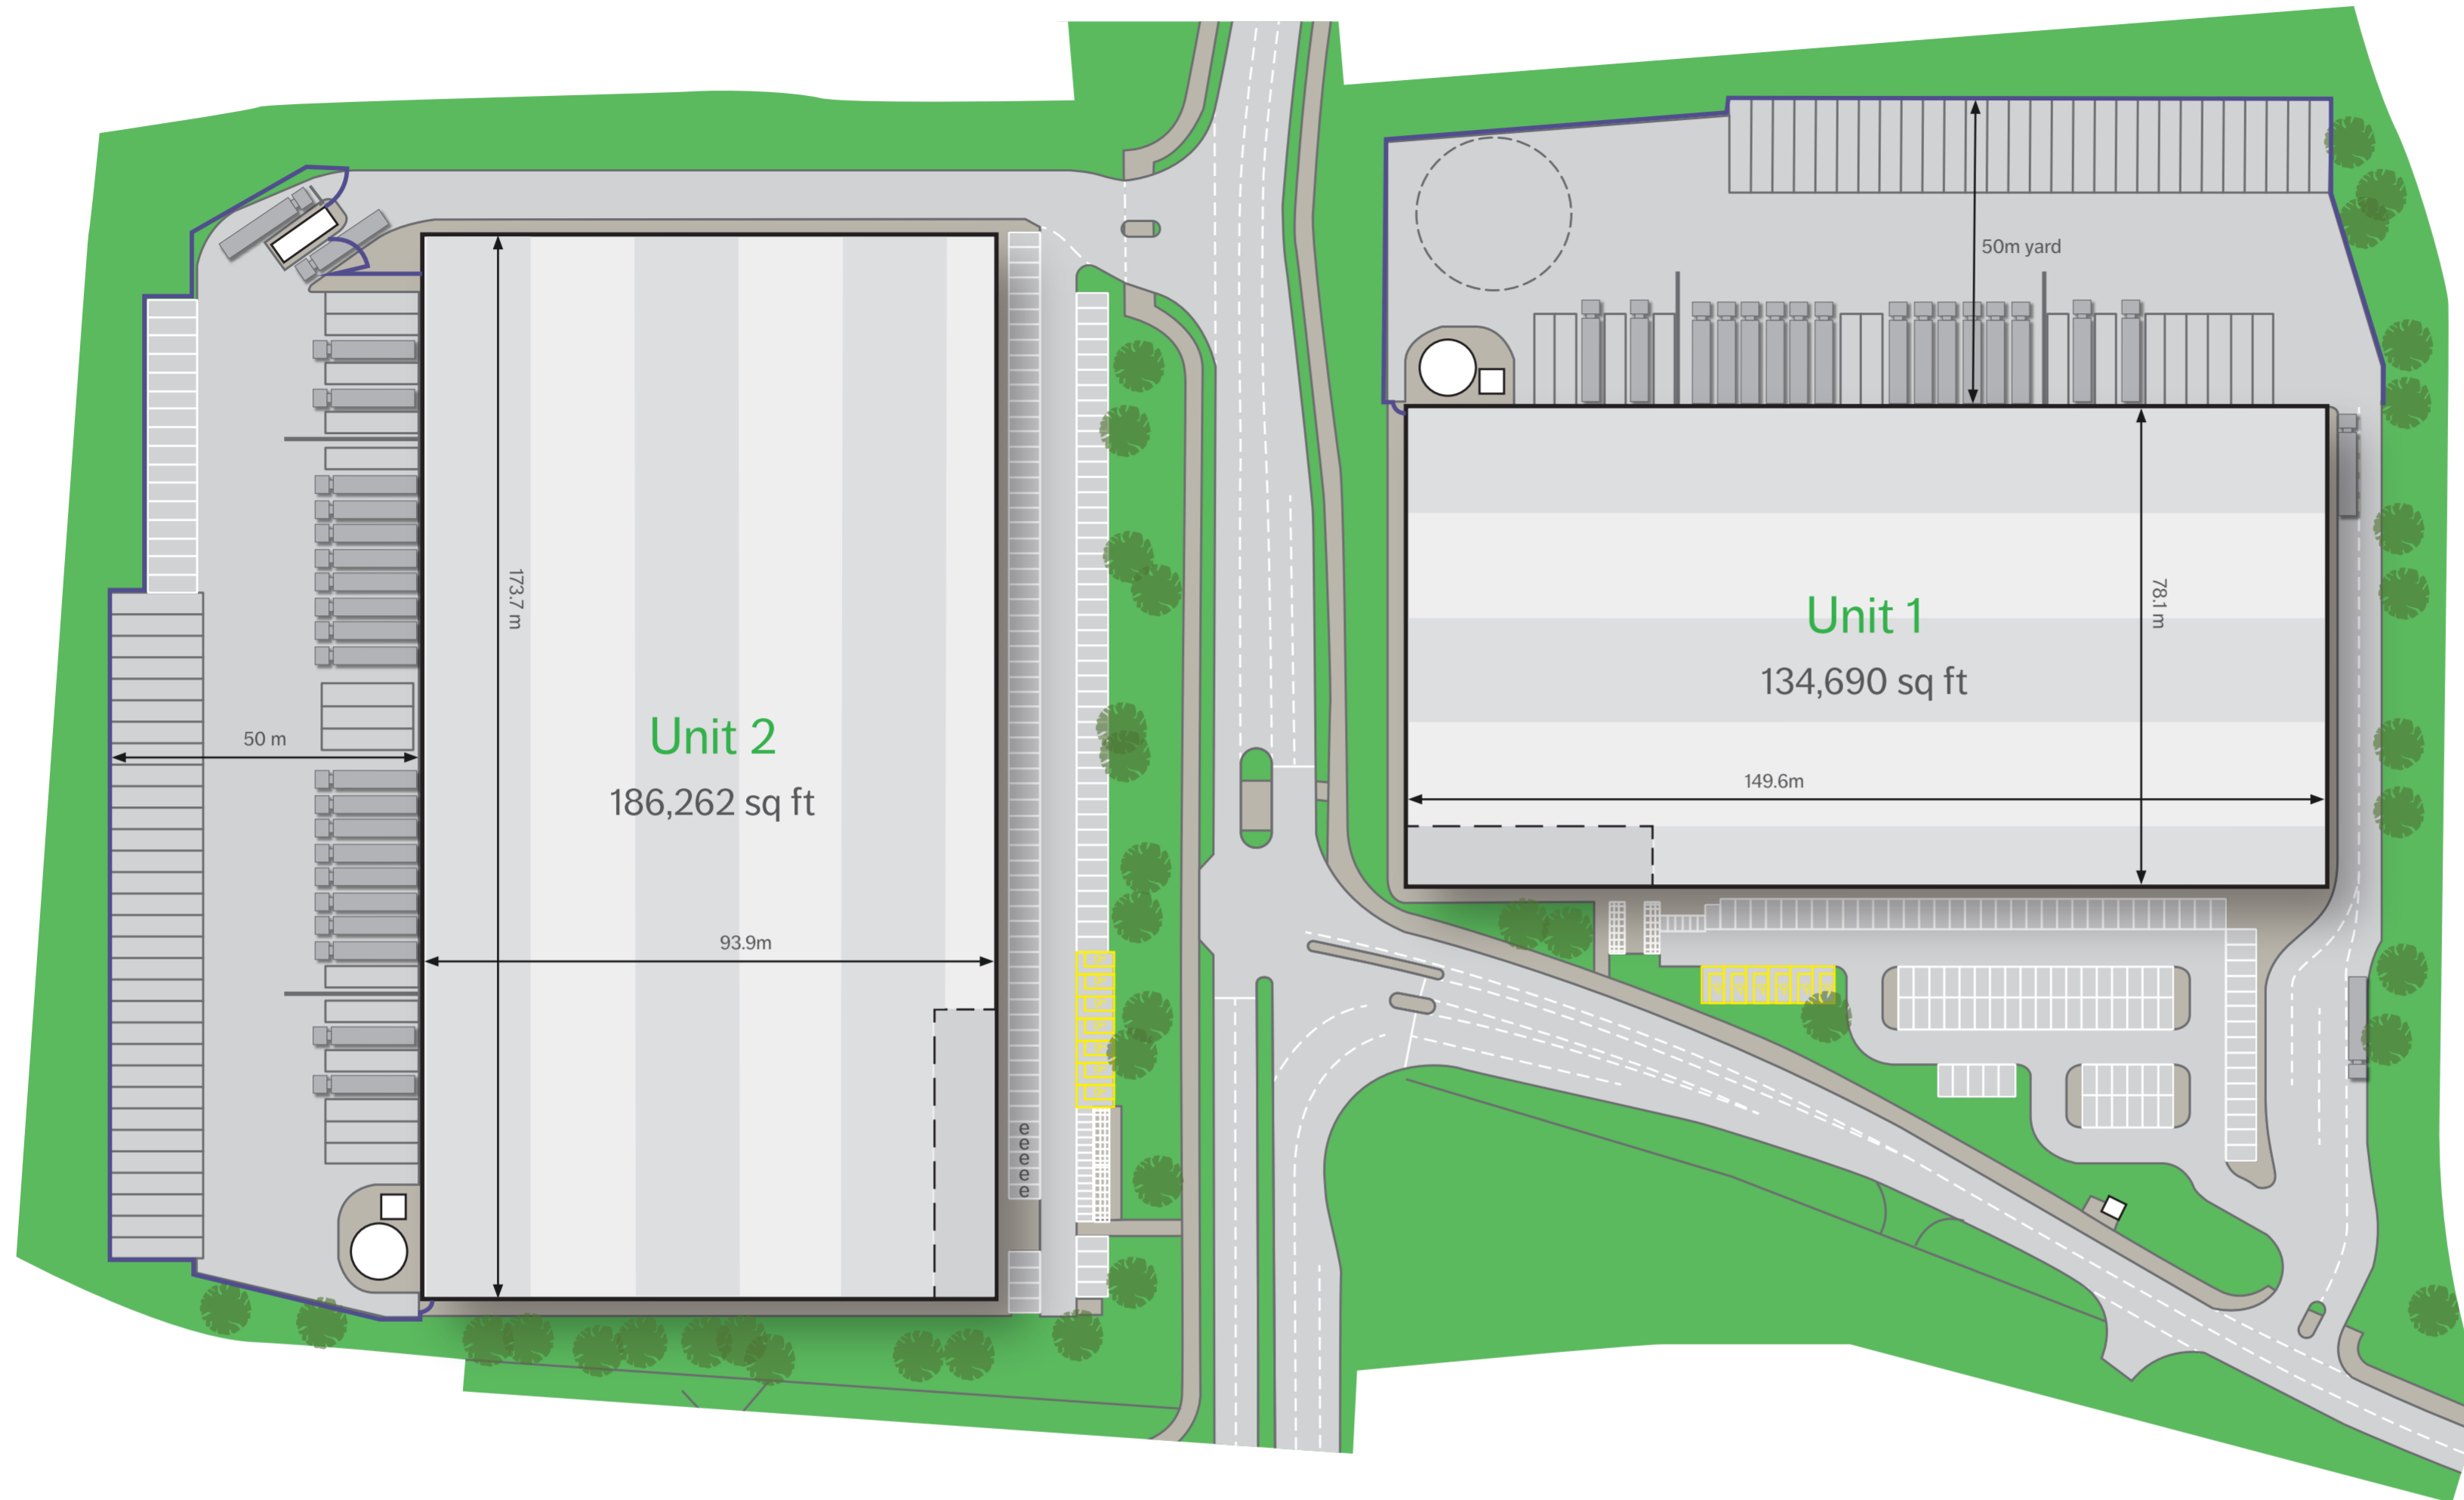 50 m
173.7 m
Unit 2
186,262 sq ft
93.9m
e
e
e
e
e
50m yard
Unit 1
134,690 sq ft
78.1 m
149.6m